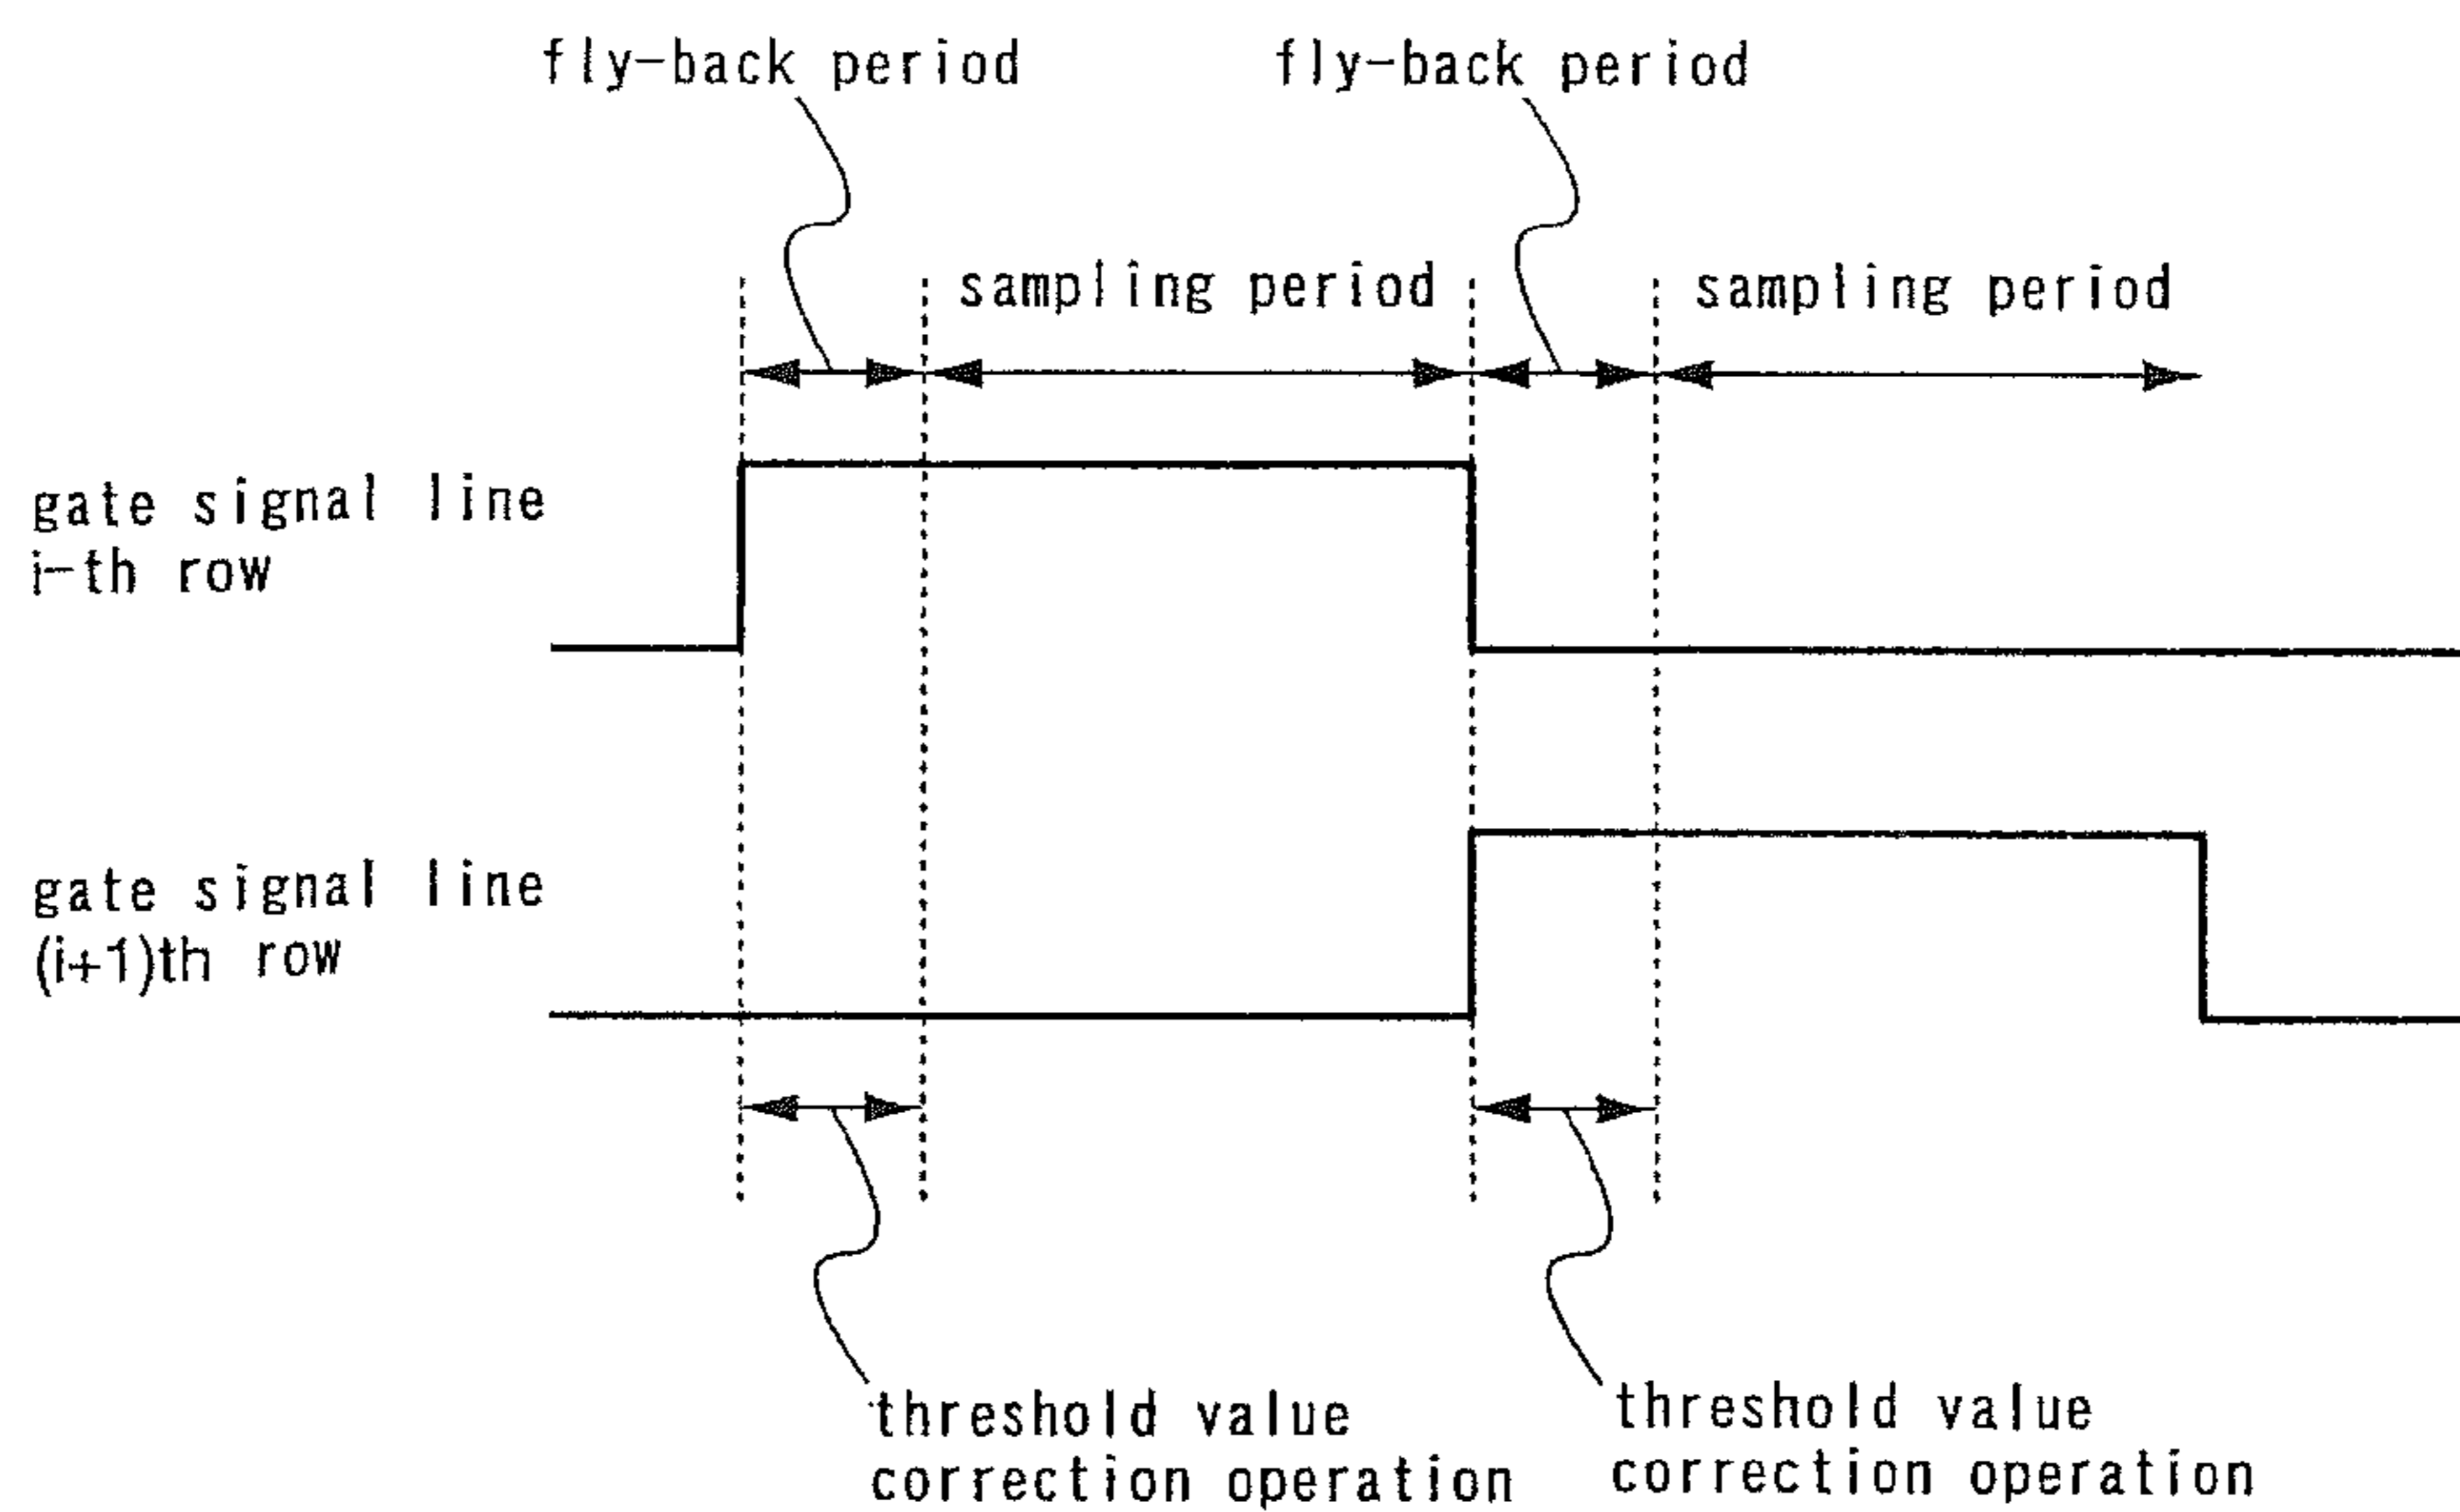 fly-back period
fly-back period
sampling period
sampling period
gate signal line
i-th row
gate signal line
(i+1)th row
threshold value
correction operation
threshold value
correction operation